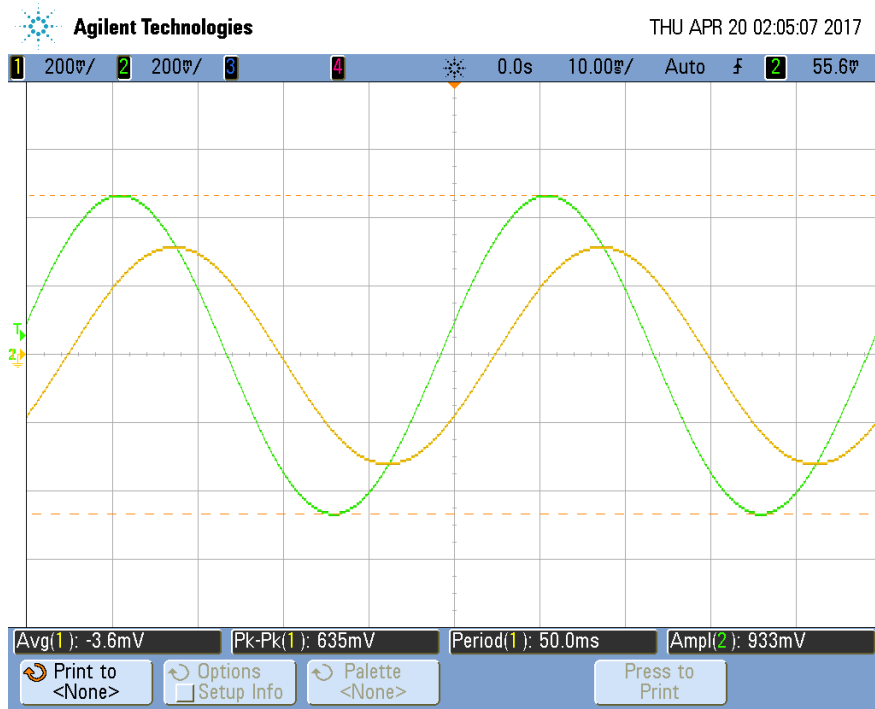 Agilent Technologies THU APR 20 02:05:07 2017
1 200mV/ 2 200mV/ 3 4 0.0s 10.00ms/ Auto 2 55.6mV
T
2
Avg(1): -3.6mV Pk-Pk(1): 635mV Period(1): 50.0ms Ampl(2): 933mV
Print to
<None>
Options
Setup Info
Palette
<None>
Press to
Print